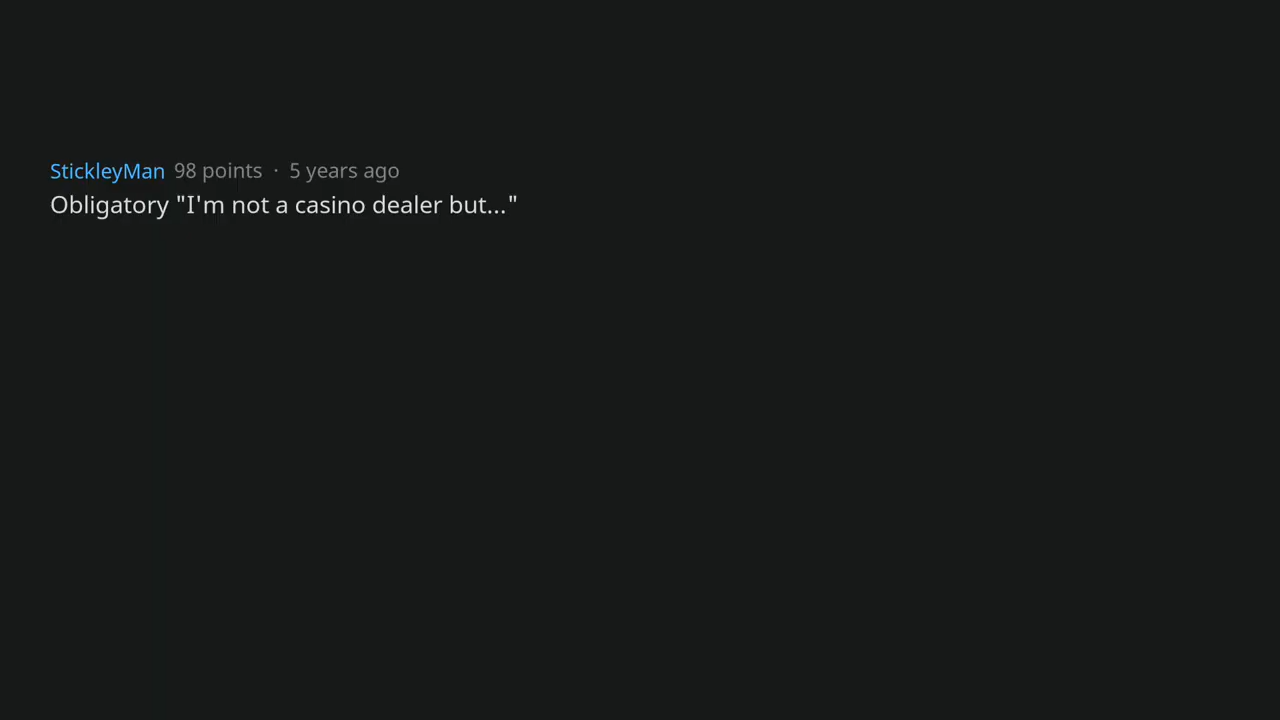 StickleyMan 98 points · 5 years ago
Obligatory "I'm not a casino dealer but..."